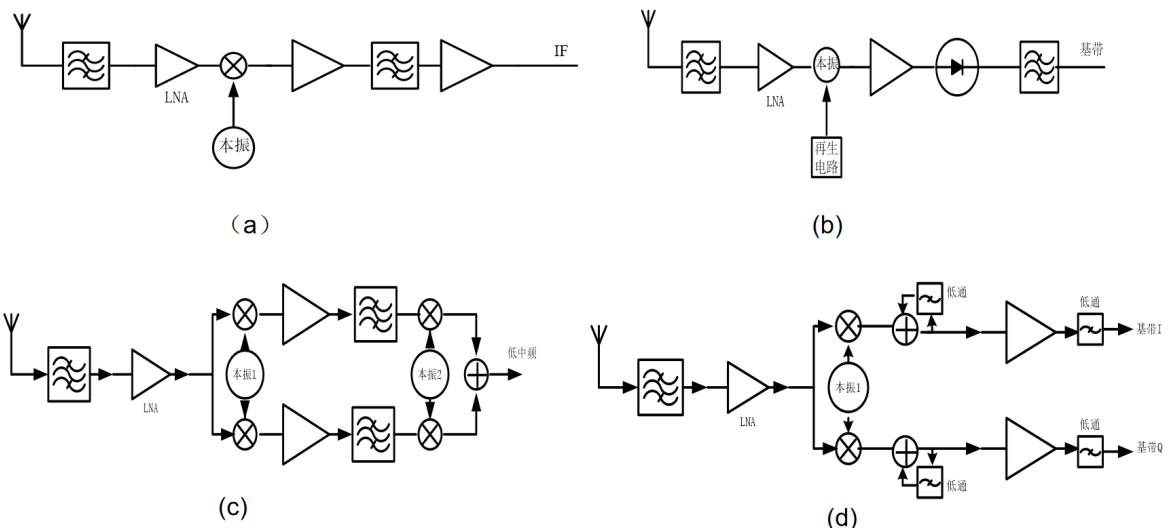 IF
LNA
本振
（a）
基带
LNA
本振
再生
电路
(b)
本振1
本振2
低中频
LNA
(c)
低通
低通
基带I
本振1
LNA
低通
基带Q
低通
(d)